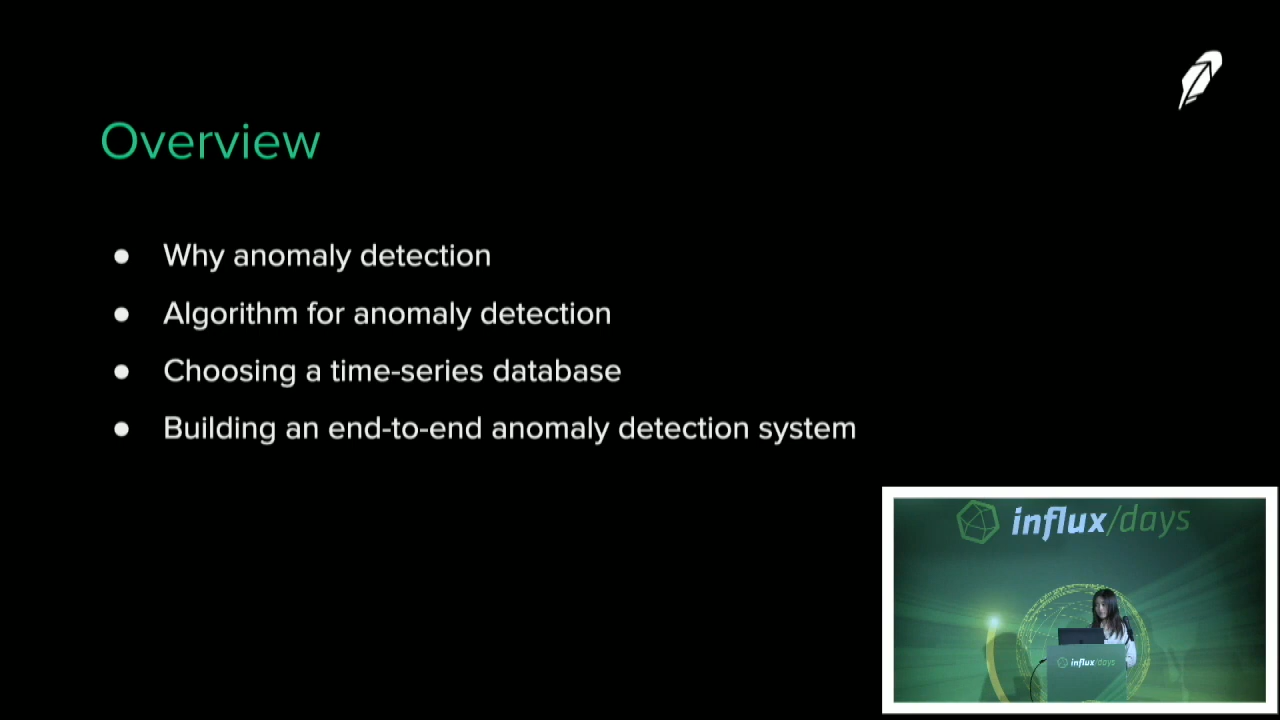 Overview
● Why anomaly detection
● Algorithm for anomaly detection
● Choosing a time-series database
● Building an end-to-end anomaly detection system
influx/days
influx/days